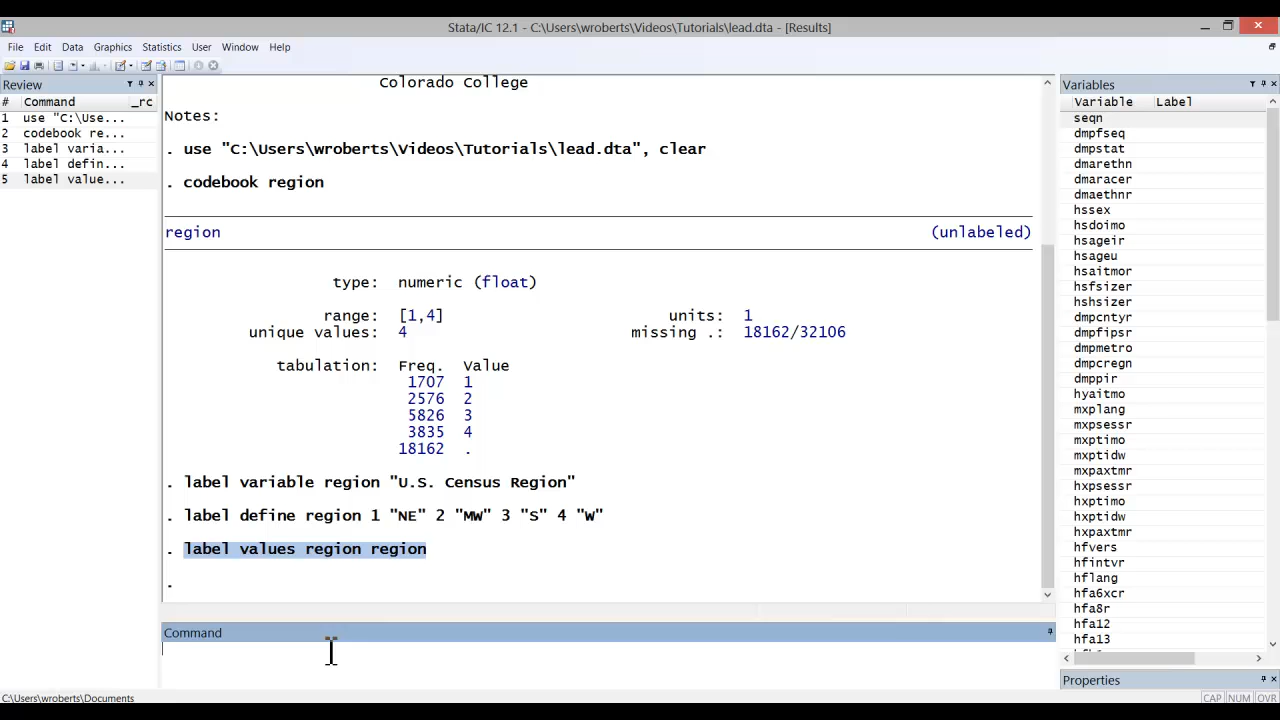 Stata/IC 12.1 - C:\Users\wroberts\Videos\Tutorials\lead.dta - [Results]
File Edit Data Graphics Statistics User Window Help
Review
# Command _rc
1 use "C:\Use...
2 codebook re...
3 label varia...
4 label defin...
5 label value...
Colorado College
Notes:
. use "C:\Users\wroberts\Videos\Tutorials\lead.dta", clear
. codebook region
region (unlabeled)
type: numeric (float)
range: [1,4] units: 1
unique values: 4 missing .: 18162/32106
tabulation: Freq. Value
1707 1
2576 2
5826 3
3835 4
18162 .
. label variable region "U.S. Census Region"
. label define region 1 "NE" 2 "MW" 3 "S" 4 "W"
. label values region region
.
Command
Variables
Variable Label
seqn
dmpfseq
dmpstat
dmarethn
dmaracer
dmaethnr
hssex
hsdoimo
hsageir
hsageu
hsaitmor
hsfsizer
hshsizer
dmpcntyr
dmpfipsr
dmpmetro
dmpcregn
dmppir
hyaitmo
mxplang
mxpsessr
mxptimo
mxptidw
mxpaxtmr
hxpsessr
hxptimo
hxptidw
hxpaxtmr
hfvers
hfintvr
hflang
hfa6xcr
hfa8r
hfa12
hfa13
Properties
C:\Users\wroberts\Documents
CAP NUM OVR